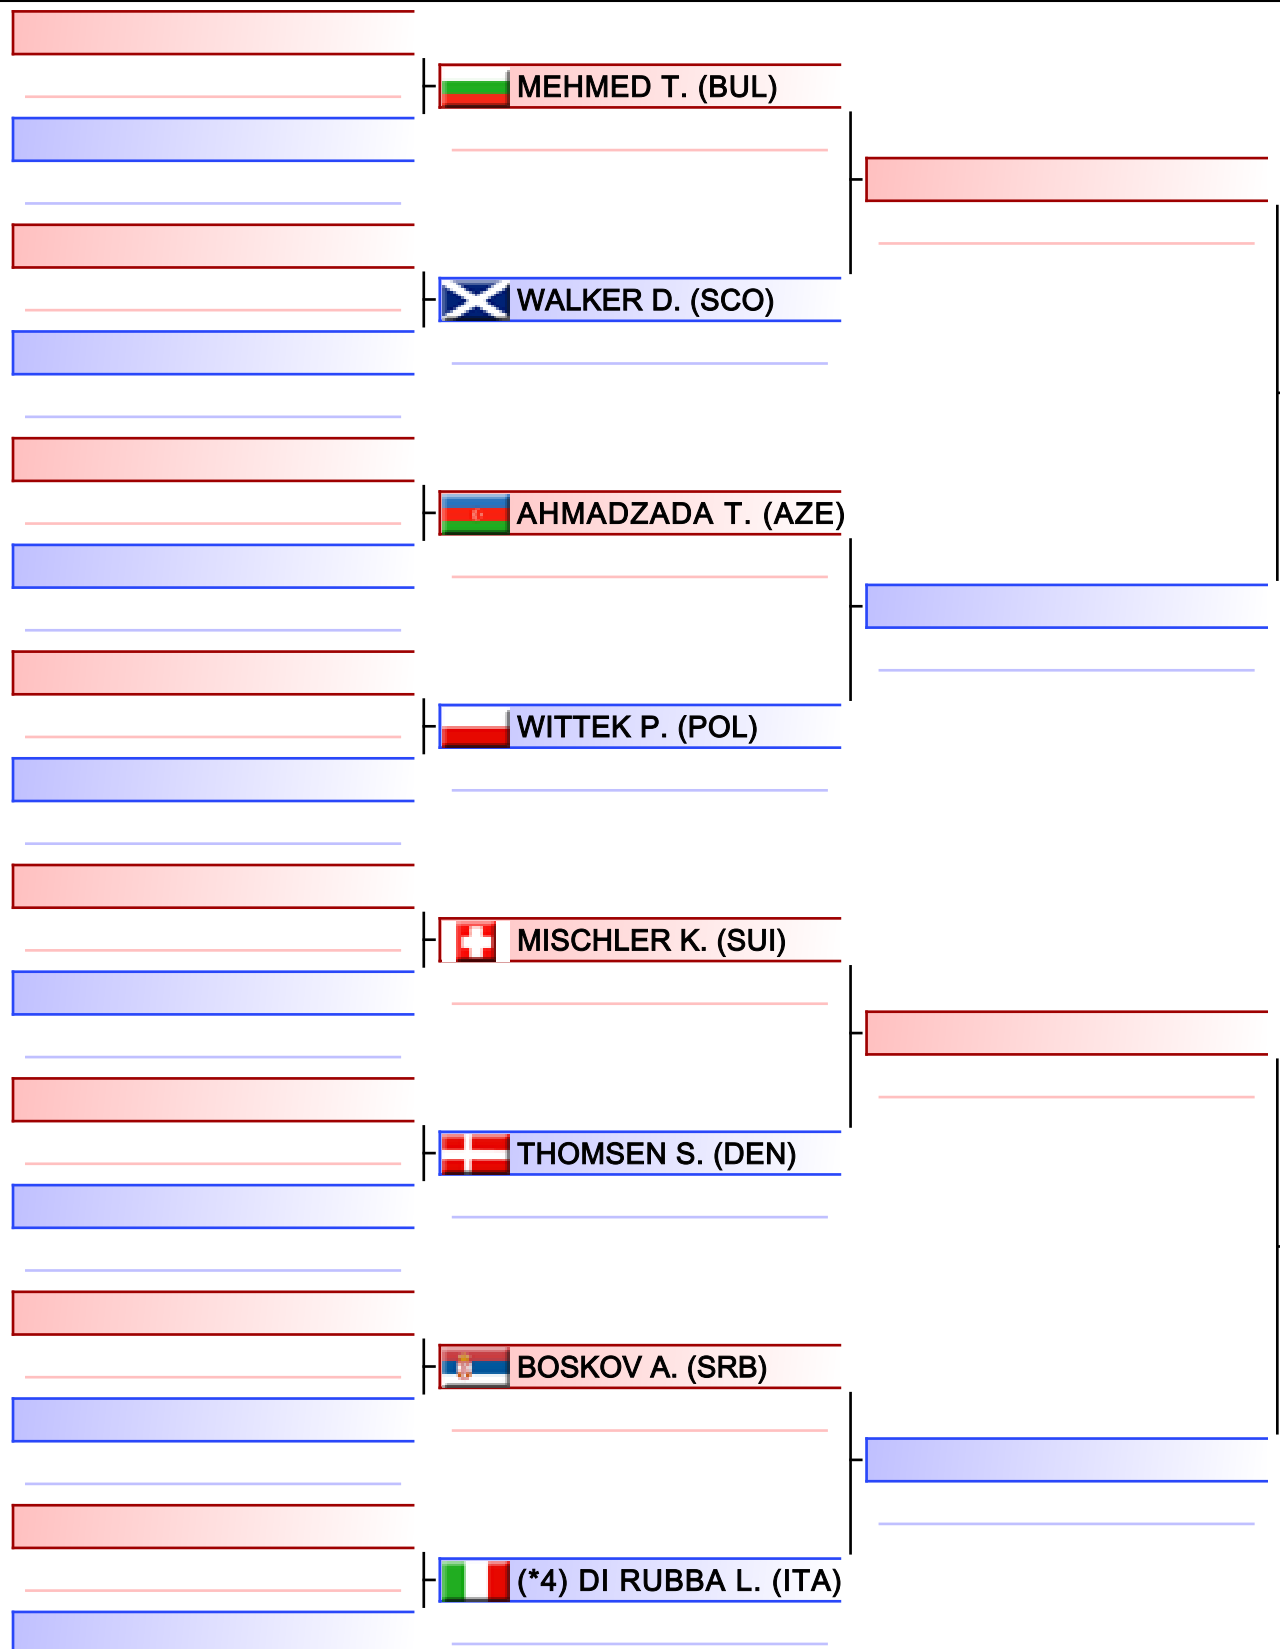 MEHMED T. (BUL)
WALKER D. (SCO)
AHMADZADA T. (AZE)
WITTEK P. (POL)
MISCHLER K. (SUI)
THOMSEN S. (DEN)
BOSKOV A. (SRB)
(*4) DI RUBBA L. (ITA)